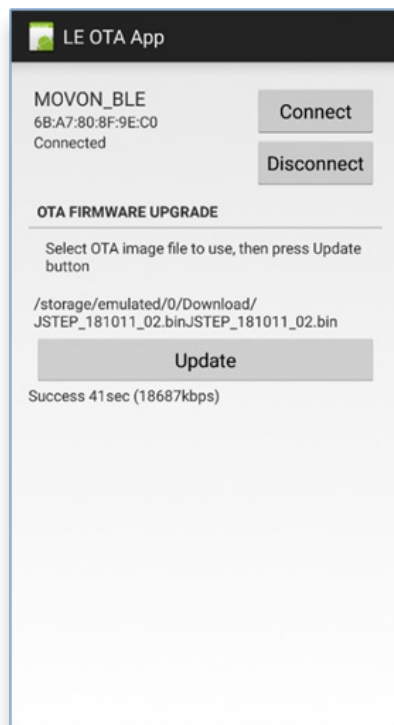 LE OTA App
MOVON_BLE
6B:A7:80:8F:9E:C0
Connected
Connect
Disconnect
OTA FIRMWARE UPGRADE
Select OTA image file to use, then press Update
button
/storage/emulated/0/Download/
JSTEP_181011_02.binJSTEP_181011_02.bin
Update
Success 41sec (18687kbps)